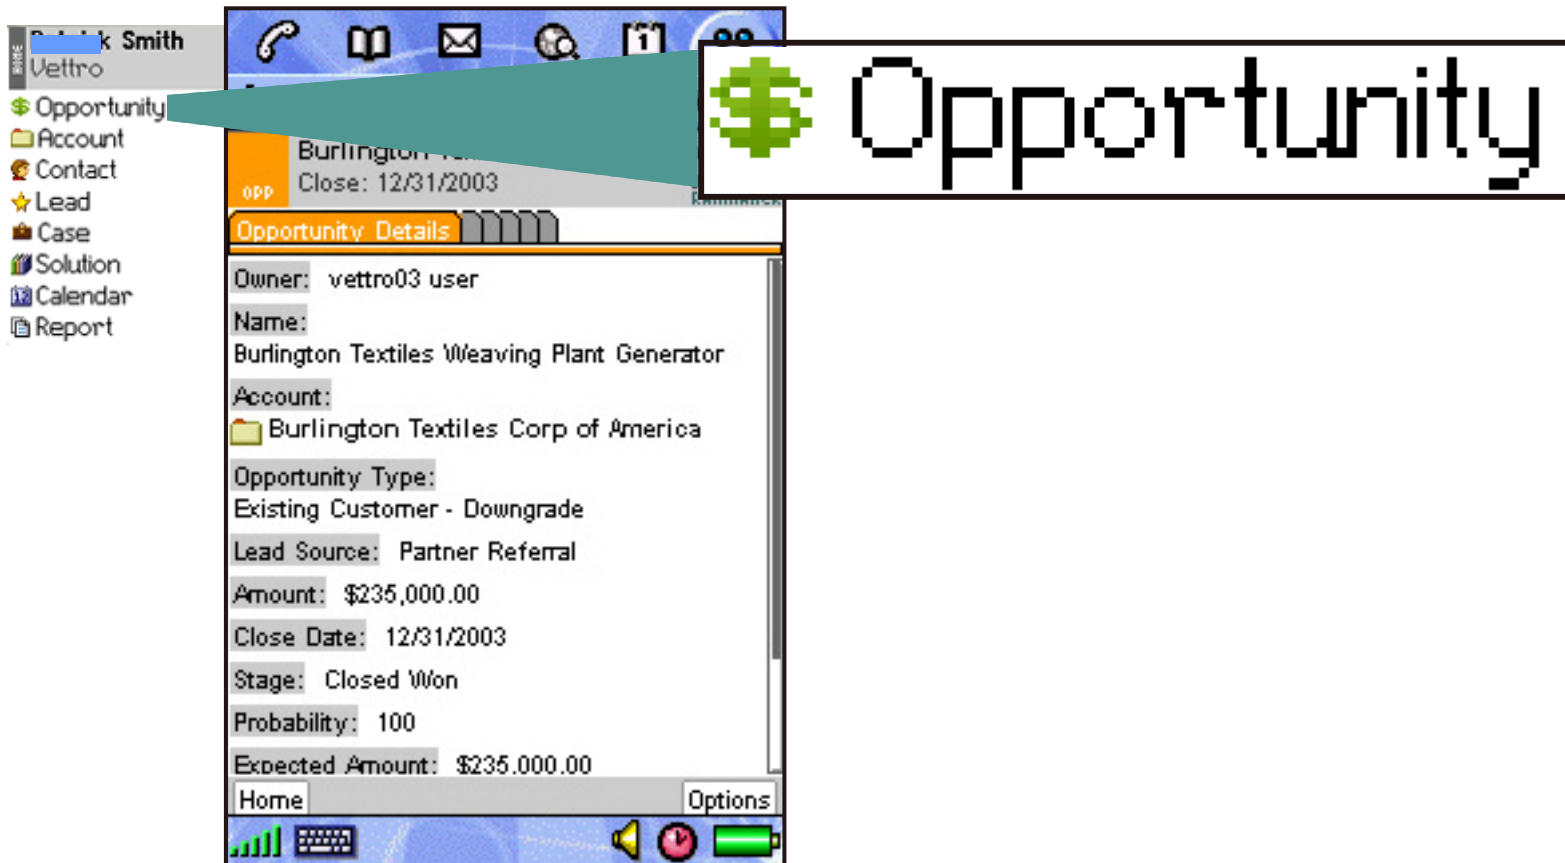 HOME
Smith
Vettro
Opportunity
Account
Contact
Lead
Case
12
Solution
Calendar
Report
1
Opportunity
Burlington
Close: 12/31/2003
OPP
Opportunity Details
Owner: vettro03 user
Name:
Burlington Textiles Weaving Plant Generator
Account:
Burlington Textiles Corp of America
Opportunity Type:
Existing Customer - Downgrade
Lead Source: Partner Referral
Amount: $235,000.00
Close Date: 12/31/2003
Stage: Closed Won
Probability: 100
Expected Amount: $235.000.00
Home
Options